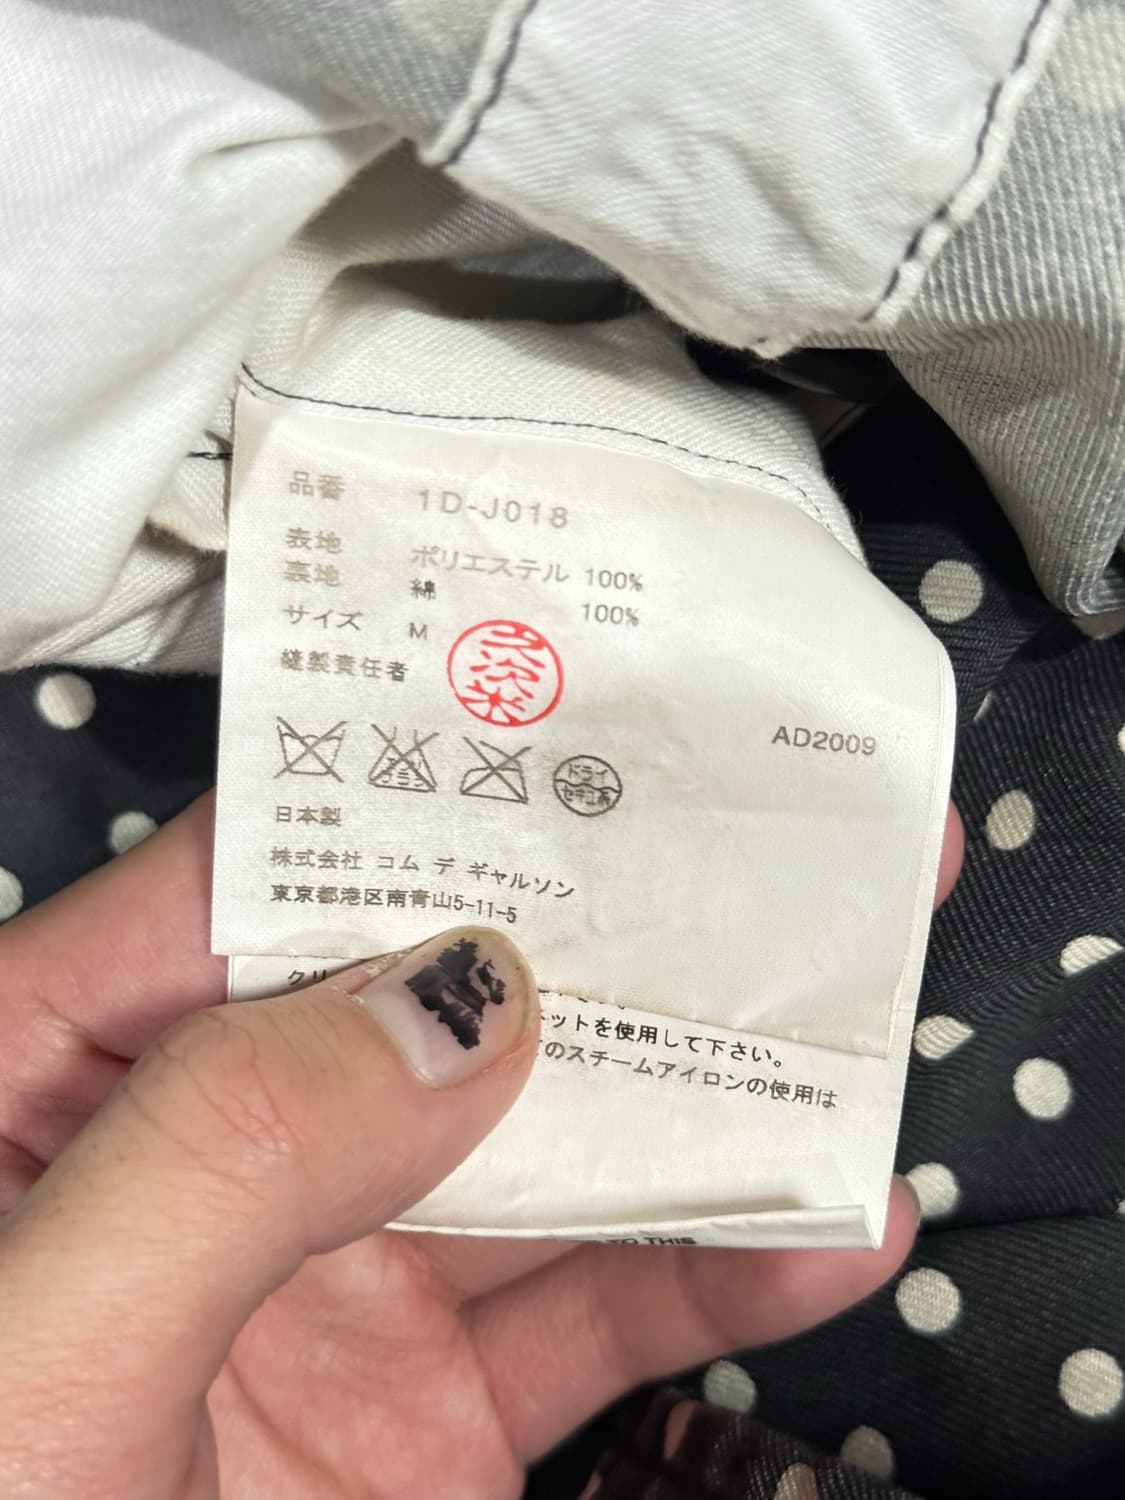 品番 1D-J018
表地 ポリエステル 100%
裏地 綿 100%
サイズ M
縫製責任者
AD2009
ドライ
セキユ系
日本製
株式会社 コム デ ギャルソン
東京都港区南青山5-11-5
クリ
ットを使用して下さい。
のスチームアイロンの使用は
TO THIS